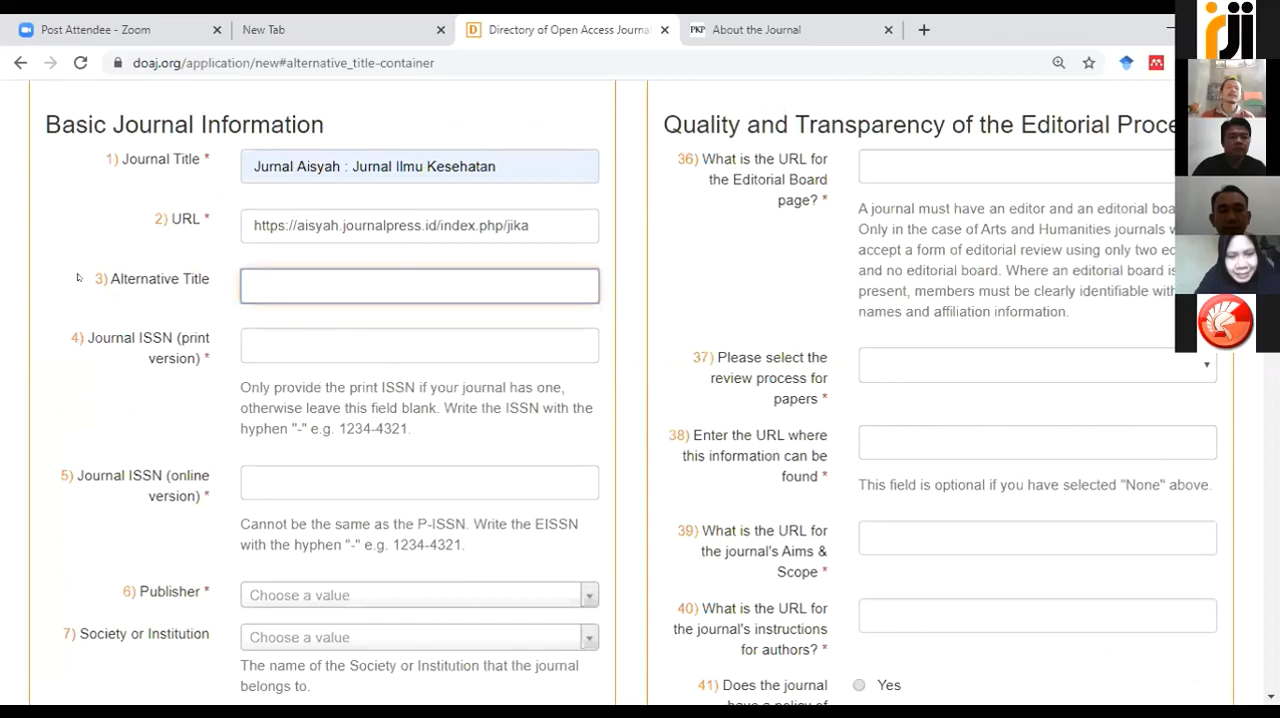 Post Attendee - Zoom
New Tab
Directory of Open Access Journa
PKP About the Journal
doaj.org/application/new#alternative_title-container
rji
Basic Journal Information
1) Journal Title *
Jurnal Aisyah : Jurnal Ilmu Kesehatan
2) URL *
https://aisyah.journalpress.id/index.php/jika
3) Alternative Title
4) Journal ISSN (print
version) *
Only provide the print ISSN if your journal has one,
otherwise leave this field blank. Write the ISSN with the
hyphen "-" e.g. 1234-4321.
5) Journal ISSN (online
version) *
Cannot be the same as the P-ISSN. Write the EISSN
with the hyphen "-" e.g. 1234-4321.
6) Publisher *
Choose a value
7) Society or Institution
Choose a value
The name of the Society or Institution that the journal
belongs to.
Quality and Transparency of the Editorial Proce
36) What is the URL for
the Editorial Board
page? *
A journal must have an editor and an editorial boa
Only in the case of Arts and Humanities journals w
accept a form of editorial review using only two ed
and no editorial board. Where an editorial board is
present, members must be clearly identifiable with
names and affiliation information.
37) Please select the
review process for
papers *
38) Enter the URL where
this information can be
found *
This field is optional if you have selected "None" above.
39) What is the URL for
the journal's Aims &
Scope *
40) What is the URL for
the journal's instructions
for authors? *
41) Does the journal
Yes
have a policy of